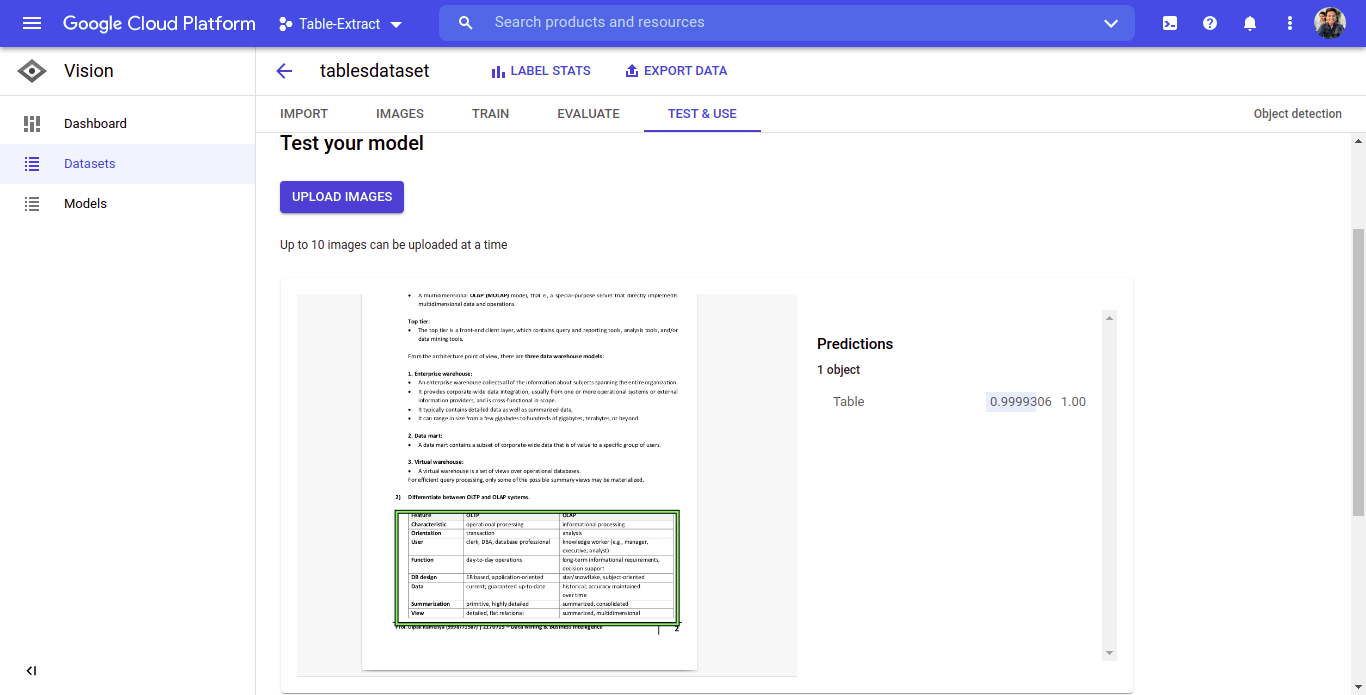 Google Cloud Platform
Table-Extract
Search products and resources
Vision
tablesdataset
LABEL STATS
EXPORT DATA
Dashboard
Datasets
Models
IMPORT
IMAGES
TRAIN
EVALUATE
TEST & USE
Object detection
Test your model
UPLOAD IMAGES
Up to 10 images can be uploaded at a time
• A multidimensional OLAP (MOLAP) model, that is, a special-purpose server that directly implements
multidimensional data and operations.
Top tier:
• The top tier is a front-end client layer, which contains query and reporting tools, analysis tools, and/or
data mining tools.
From the architecture point of view, there are three data warehouse models:
1. Enterprise warehouse:
• An enterprise warehouse collects all of the information about subjects spanning the entire organization.
• It provides corporate-wide data integration, usually from one or more operational systems or external
information providers, and is cross-functional in scope.
• It typically contains detailed data as well as summarized data,
• It can range in size from a few gigabytes to hundreds of gigabytes, terabytes, or beyond.
2. Data mart:
• A data mart contains a subset of corporate-wide data that is of value to a specific group of users.
3. Virtual warehouse:
• A virtual warehouse is a set of views over operational databases.
For efficient query processing, only some of the possible summary views may be materialized.
2) Differentiate between OLTP and OLAP systems.
Feature OLTP OLAP
Characteristic operational processing informational processing
Orientation transaction analysis
User clerk, DBA, database professional knowledge worker (e.g., manager,
executive, analyst)
Function day-to-day operations long-term informational requirements,
decision support
DB design ER based, application-oriented star/snowflake, subject-oriented
Data current; guaranteed up-to-date historical; accuracy maintained
over time
Summarization primitive, highly detailed summarized, consolidated
View detailed, flat relational summarized, multidimensional
| 2170715 – Data Mining & Business Intelligence 2
Predictions
1 object
Table 0.9999306 1.00